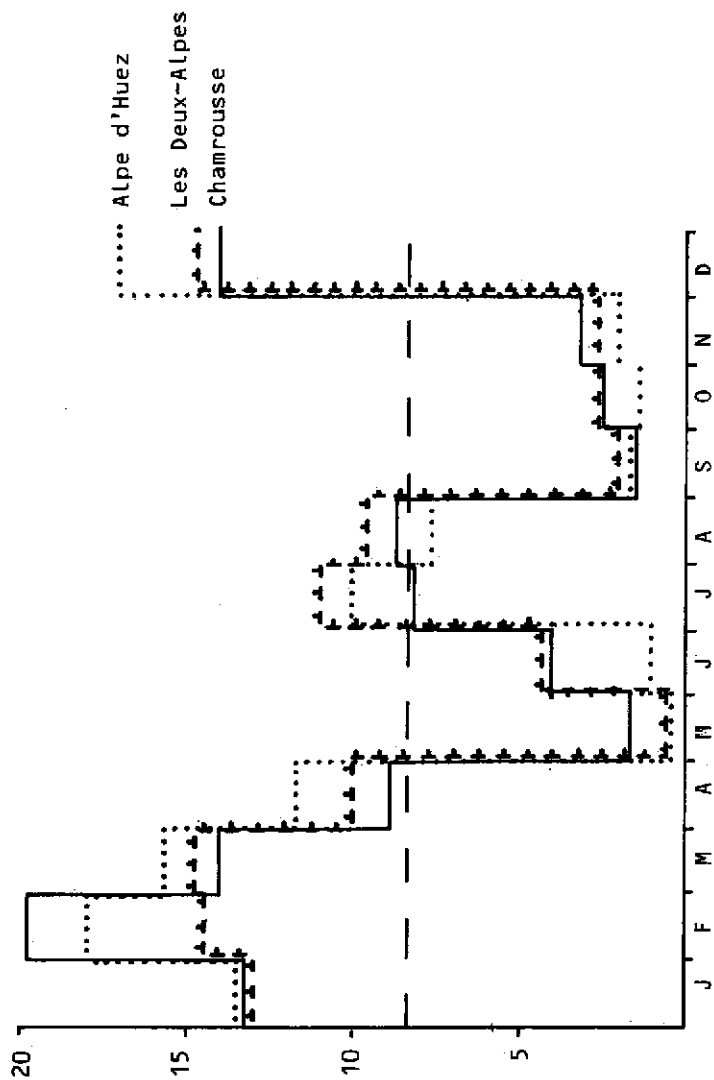 Alpe d'Huez
Les Deux-Alpes
Chamrousse
20
15
10
5
J F M A M J J A S O N D